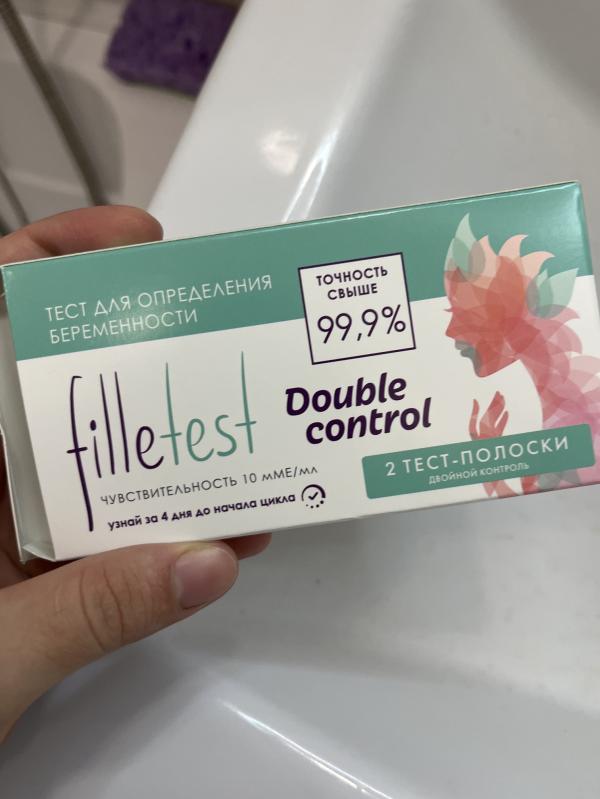 ТЕСТ ДЛЯ ОПРЕДЕЛЕНИЯ
БЕРЕМЕННОСТИ
ТОЧНОСТЬ
СВЫШЕ
99,9%
filletest
Double
control
ЧУВСТВИТЕЛЬНОСТЬ 10 мМЕ/мл
узнай за 4 дня до начала цикла
2 ТЕСТ-ПОЛОСКИ
ДВОЙНОЙ КОНТРОЛЬ